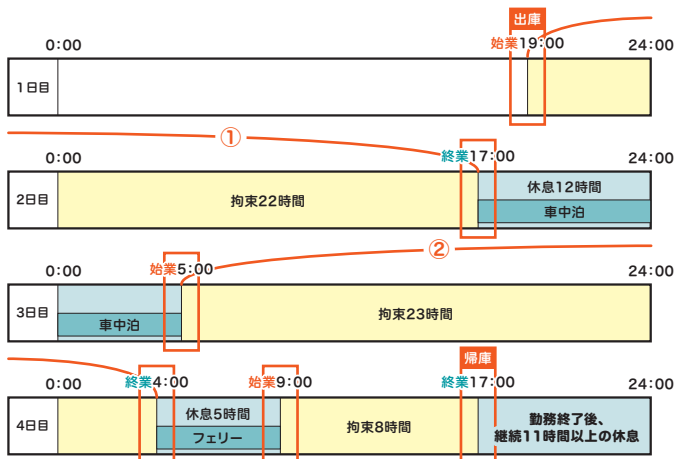 出庫
0:00 始業19:00 24:00
1日目
①
0:00 終業17:00 24:00
2日目 拘束22時間 休息12時間
車中泊
②
0:00 始業5:00 24:00
3日目 車中泊 拘束23時間
帰庫
0:00 終業4:00 始業9:00 終業17:00 24:00
4日目 休息5時間 拘束8時間 勤務終了後、
フェリー 継続11時間以上の休息